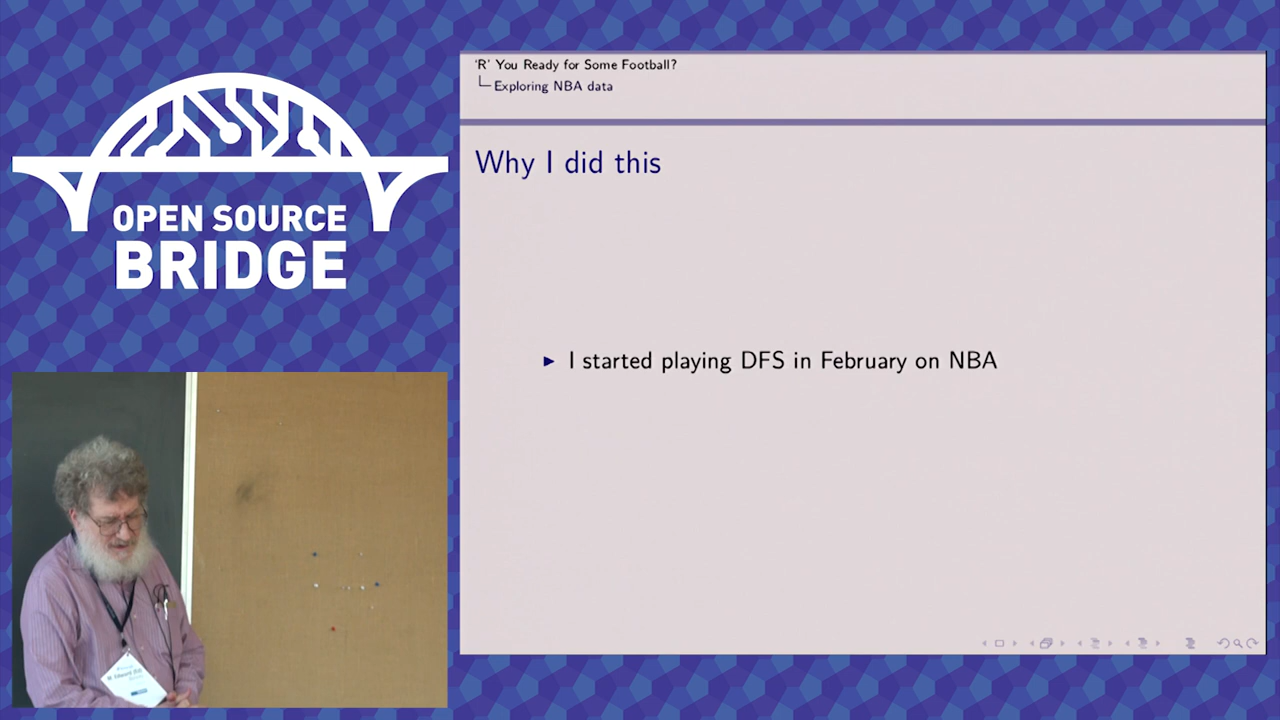 OPEN SOURCE
BRIDGE
'R' You Ready for Some Football?
Exploring NBA data
Why I did this
I started playing DFS in February on NBA